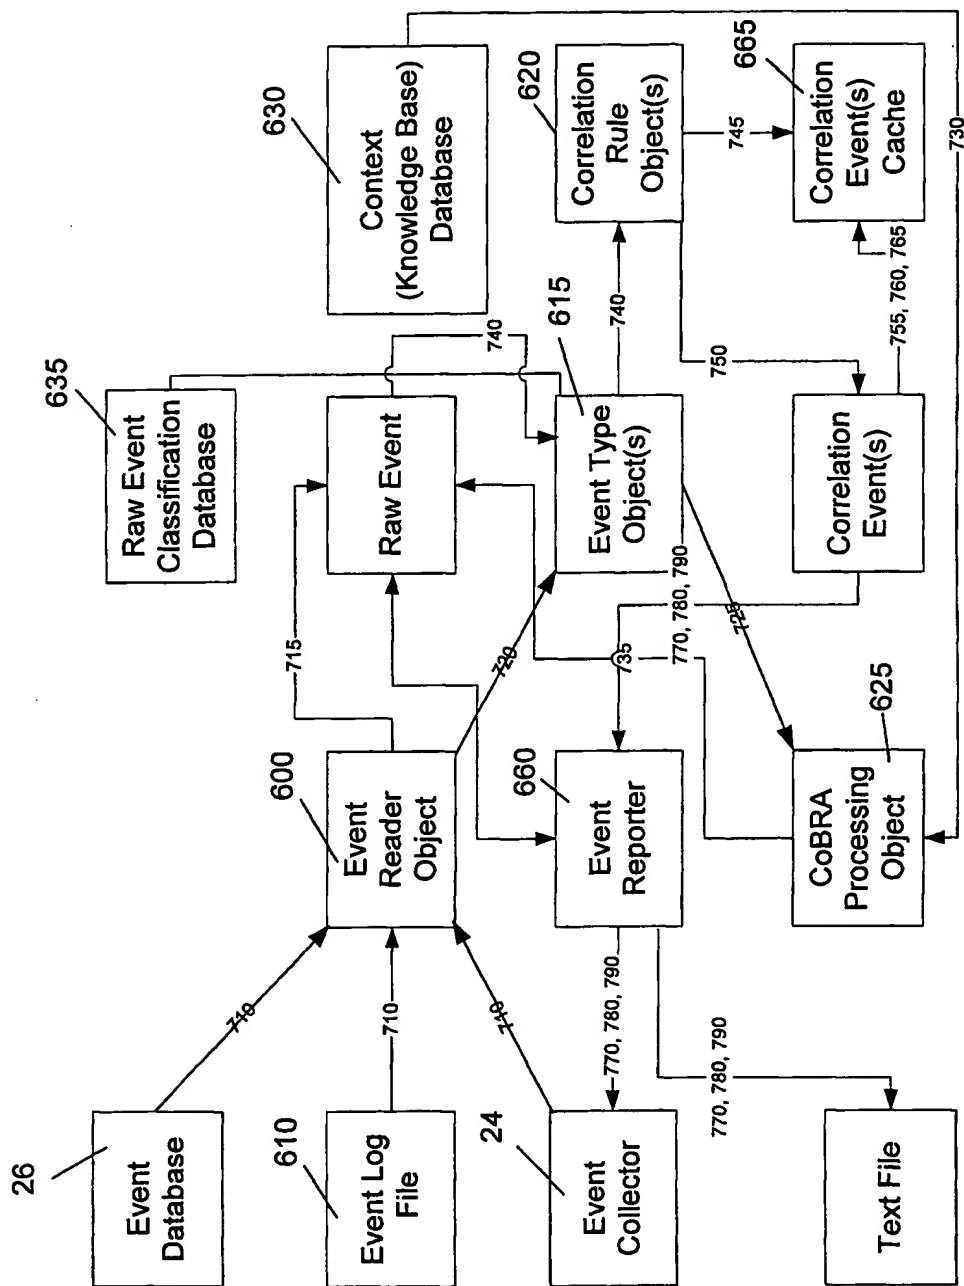 26
Event
Database
610
Event Log
File
24
Event
Collector
Text File
710
710
710
770, 780, 790
770, 780, 790
600
Event
Reader
Object
660
Event
Reporter
625
CoBRA
Processing
Object
715
720
735
770, 780, 790
725
635
Raw Event
Classification
Database
Raw Event
740
615
Event Type
Object(s)
Correlation
Event(s)
740
750
755, 760, 765
630
Context
(Knowledge Base)
Database
620
Correlation
Rule
Object(s)
745
665
Correlation
Event(s)
Cache
730